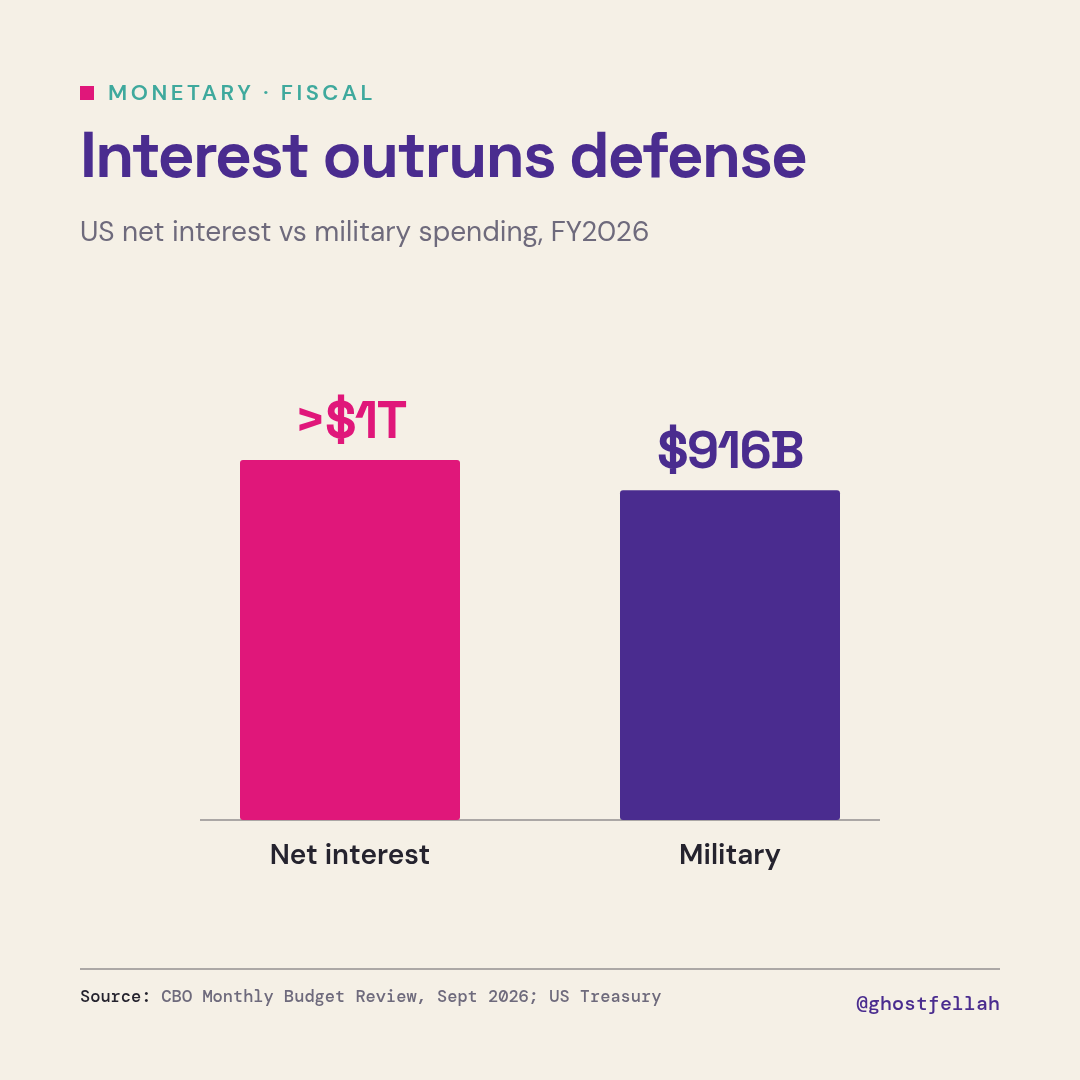 MONETARY · FISCAL
Interest outruns defense
US net interest vs military spending, FY2026
>$1T
$916B
Net interest
Military
Source: CBO Monthly Budget Review, Sept 2026; US Treasury
@ghostfellah